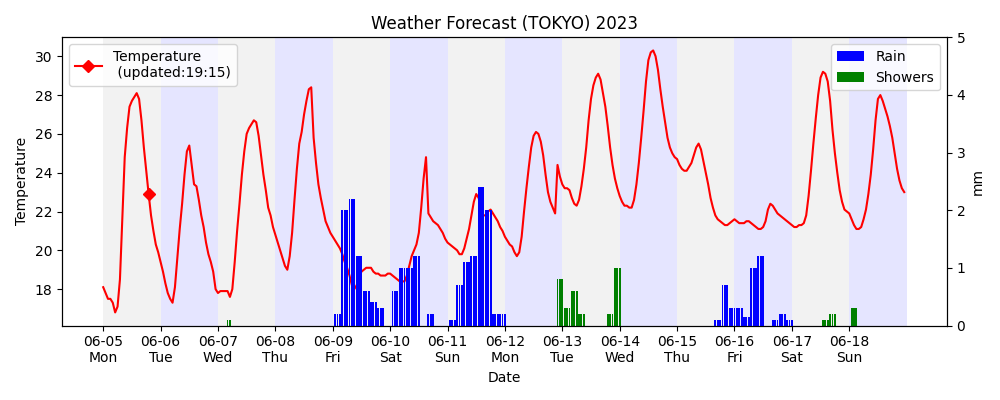 Weather Forecast (TOKYO) 2023
Temperature
(updated:19:15)
Rain
Showers
Temperature
30
28
26
24
22
20
18
5
4
3
2
1
0
mm
06-05 06-06 06-07 06-08 06-09 06-10 06-11 06-12 06-13 06-14 06-15 06-16 06-17 06-18
Mon Tue Wed Thu Fri Sat Sun Mon Tue Wed Thu Fri Sat Sun
Date